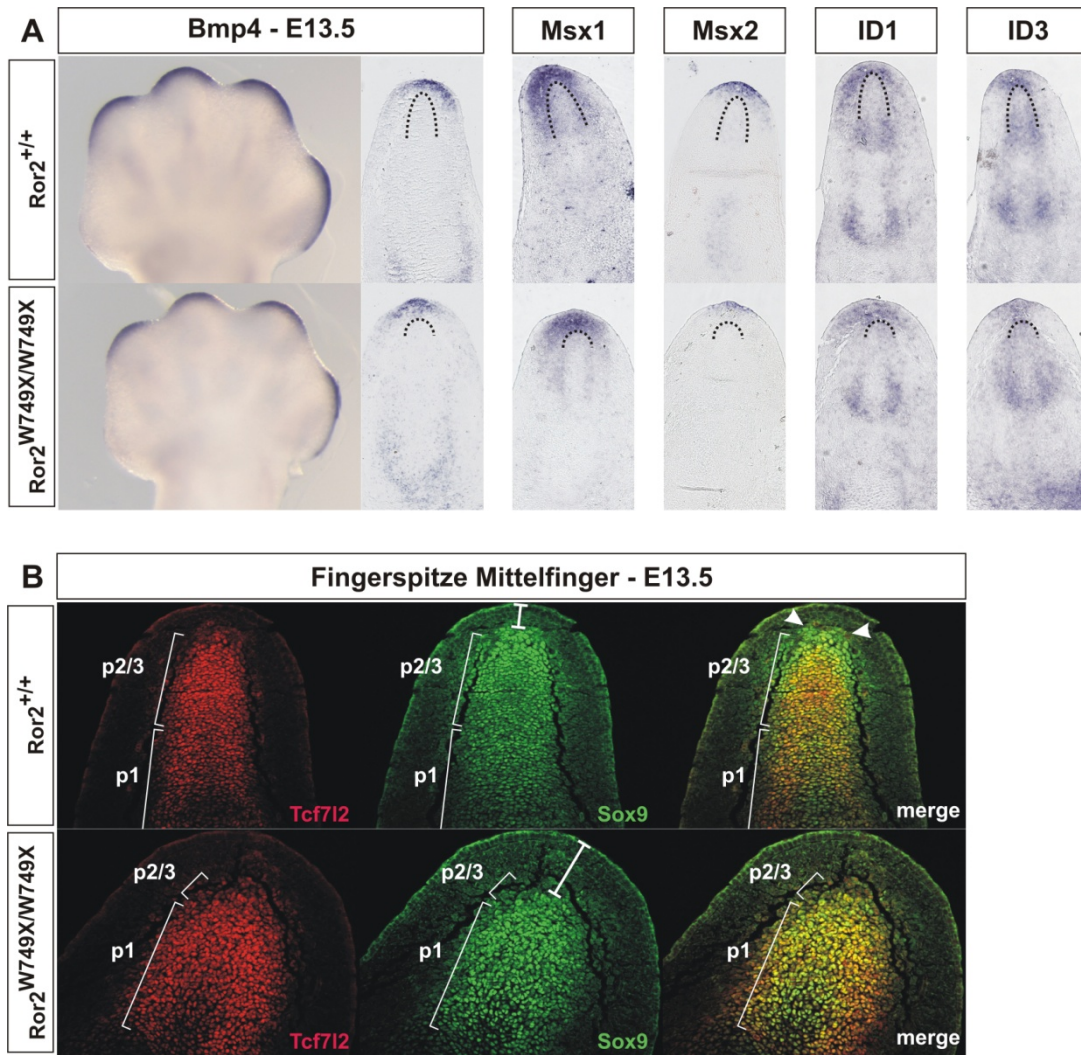 A
Bmp4 - E13.5
Msx1
Msx2
ID1
ID3
Ror2+/+
Ror2W749X/W749X
B
Fingerspitze Mittelfinger - E13.5
Ror2+/+
p2/3
p1
Tcf7l2
p2/3
p1
Sox9
p2/3
p1
merge
Ror2W749X/W749X
p2/3
p1
Tcf7l2
p2/3
p1
Sox9
p2/3
p1
merge